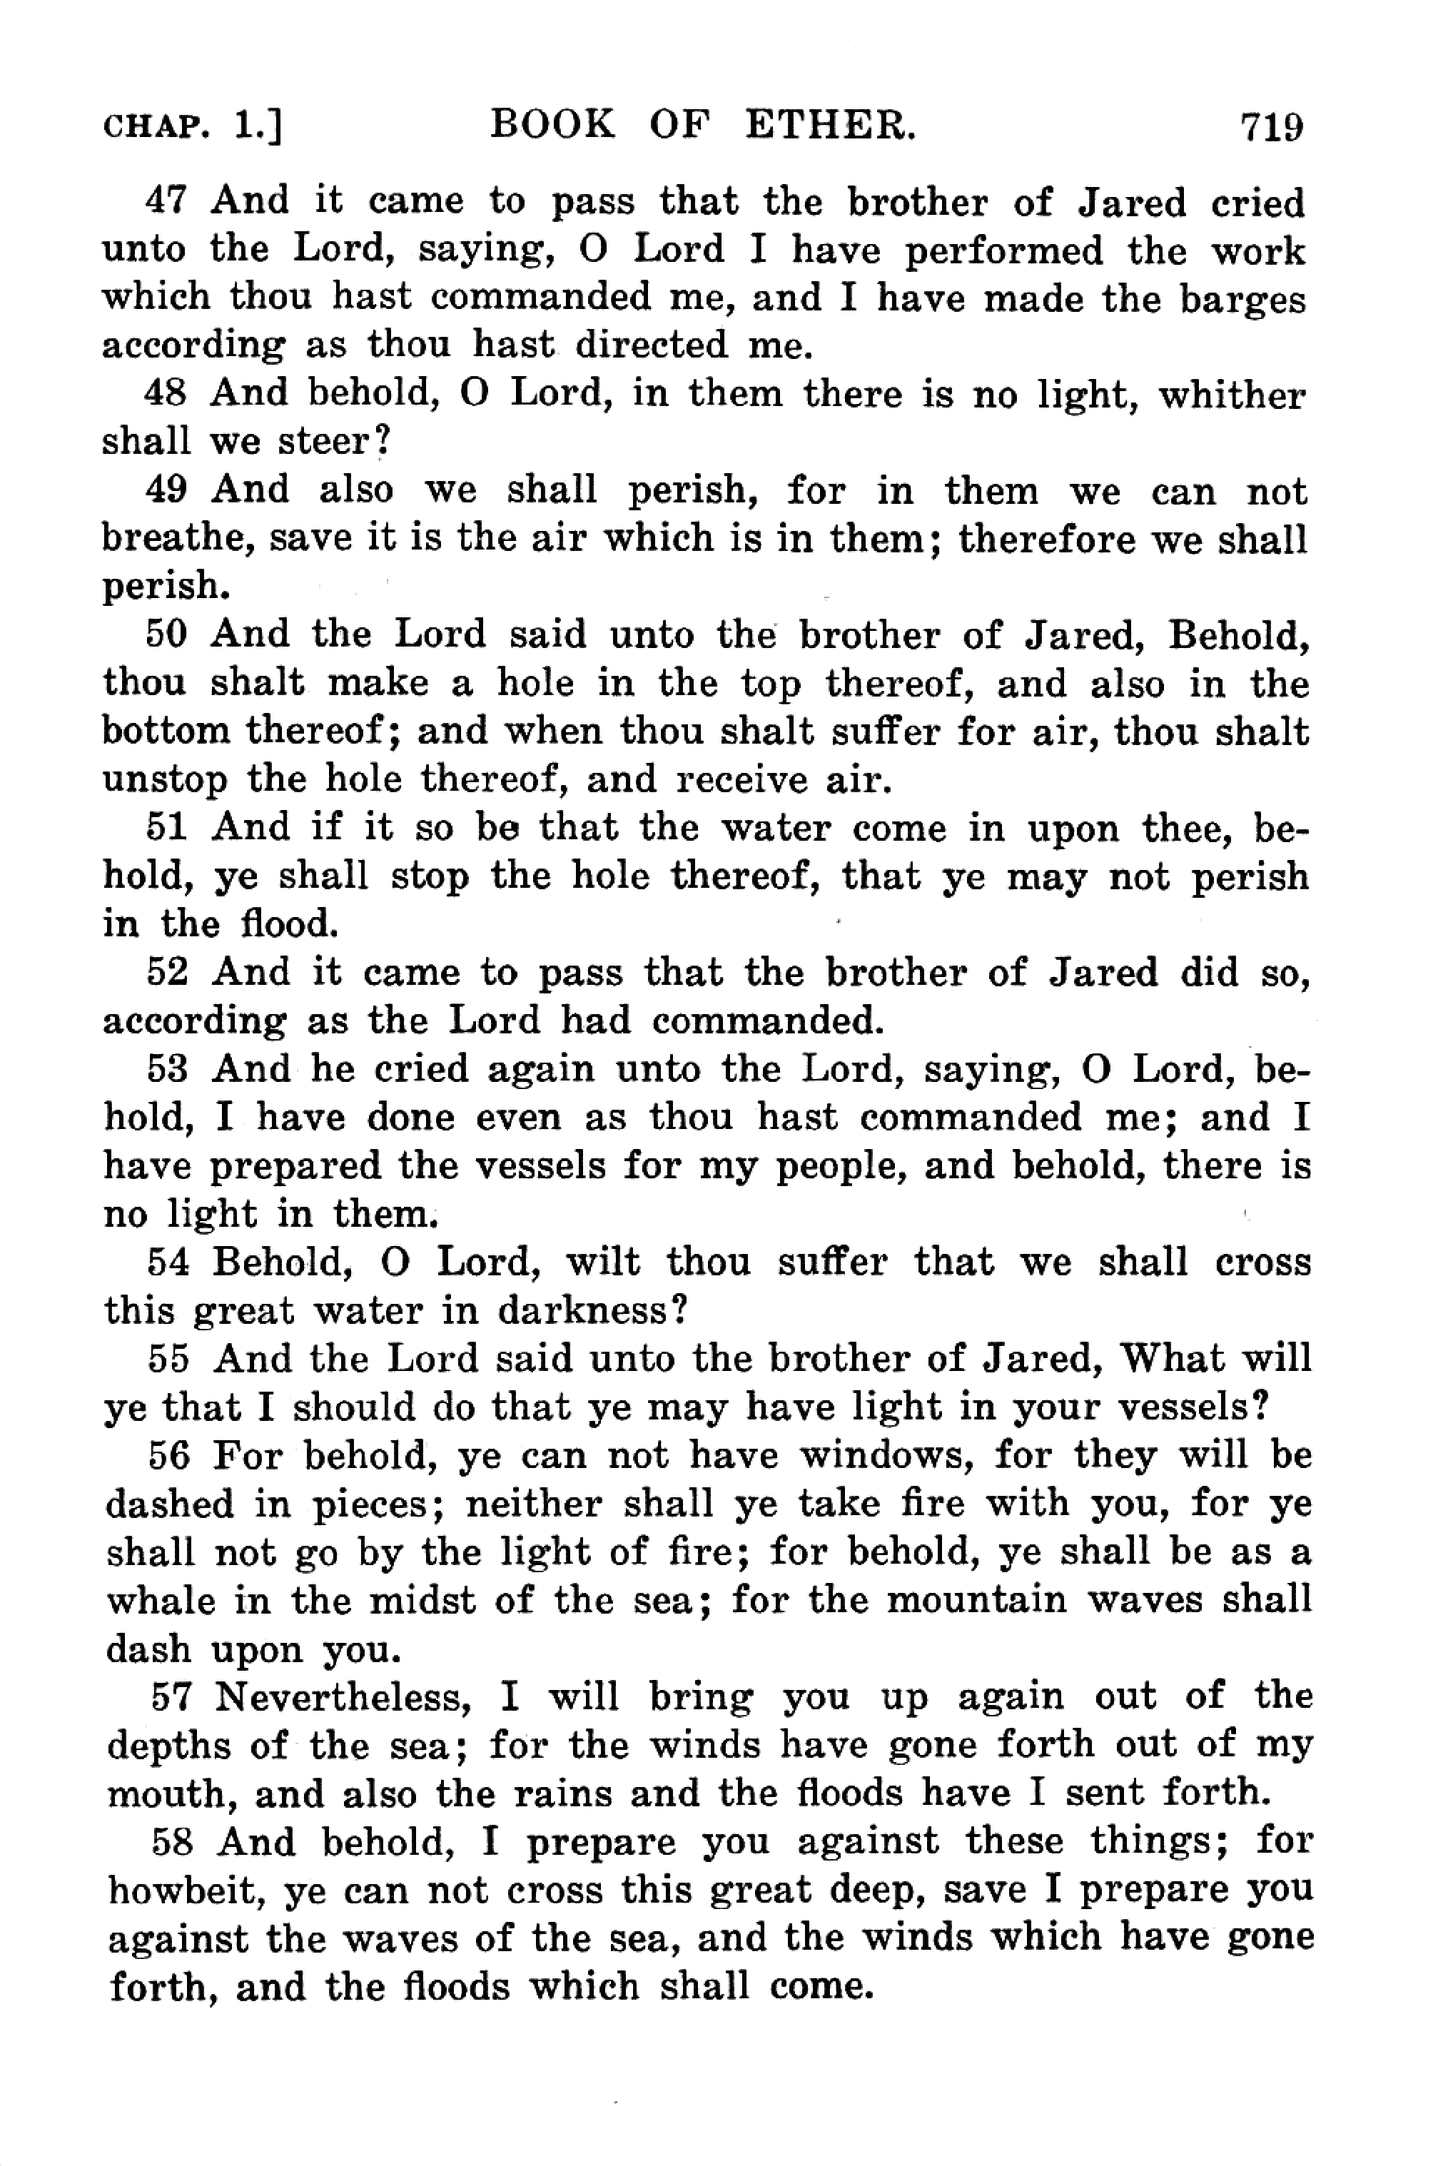 CHAP. 1.] BOOK OF ETHER. 719
47 And it came to pass that the brother of Jared cried
unto the Lord, saying, O Lord I have performed the work
which thou hast commanded me, and I have made the barges
according as thou hast directed me.
48 And behold, O Lord, in them there is no light, whither
shall we steer?
49 And also we shall perish, for in them we can not
breathe, save it is the air which is in them; therefore we shall
perish.
50 And the Lord said unto the brother of Jared, Behold,
thou shalt make a hole in the top thereof, and also in the
bottom thereof; and when thou shalt suffer for air, thou shalt
unstop the hole thereof, and receive air.
51 And if it so be that the water come in upon thee, be-
hold, ye shall stop the hole thereof, that ye may not perish
in the flood.
52 And it came to pass that the brother of Jared did so,
according as the Lord had commanded.
53 And he cried again unto the Lord, saying, O Lord, be-
hold, I have done even as thou hast commanded me; and I
have prepared the vessels for my people, and behold, there is
no light in them.
54 Behold, O Lord, wilt thou suffer that we shall cross
this great water in darkness?
55 And the Lord said unto the brother of Jared, What will
ye that I should do that ye may have light in your vessels?
56 For behold, ye can not have windows, for they will be
dashed in pieces; neither shall ye take fire with you, for ye
shall not go by the light of fire; for behold, ye shall be as a
whale in the midst of the sea; for the mountain waves shall
dash upon you.
57 Nevertheless, I will bring you up again out of the
depths of the sea; for the winds have gone forth out of my
mouth, and also the rains and the floods have I sent forth.
58 And behold, I prepare you against these things; for
howbeit, ye can not cross this great deep, save I prepare you
against the waves of the sea, and the winds which have gone
forth, and the floods which shall come.